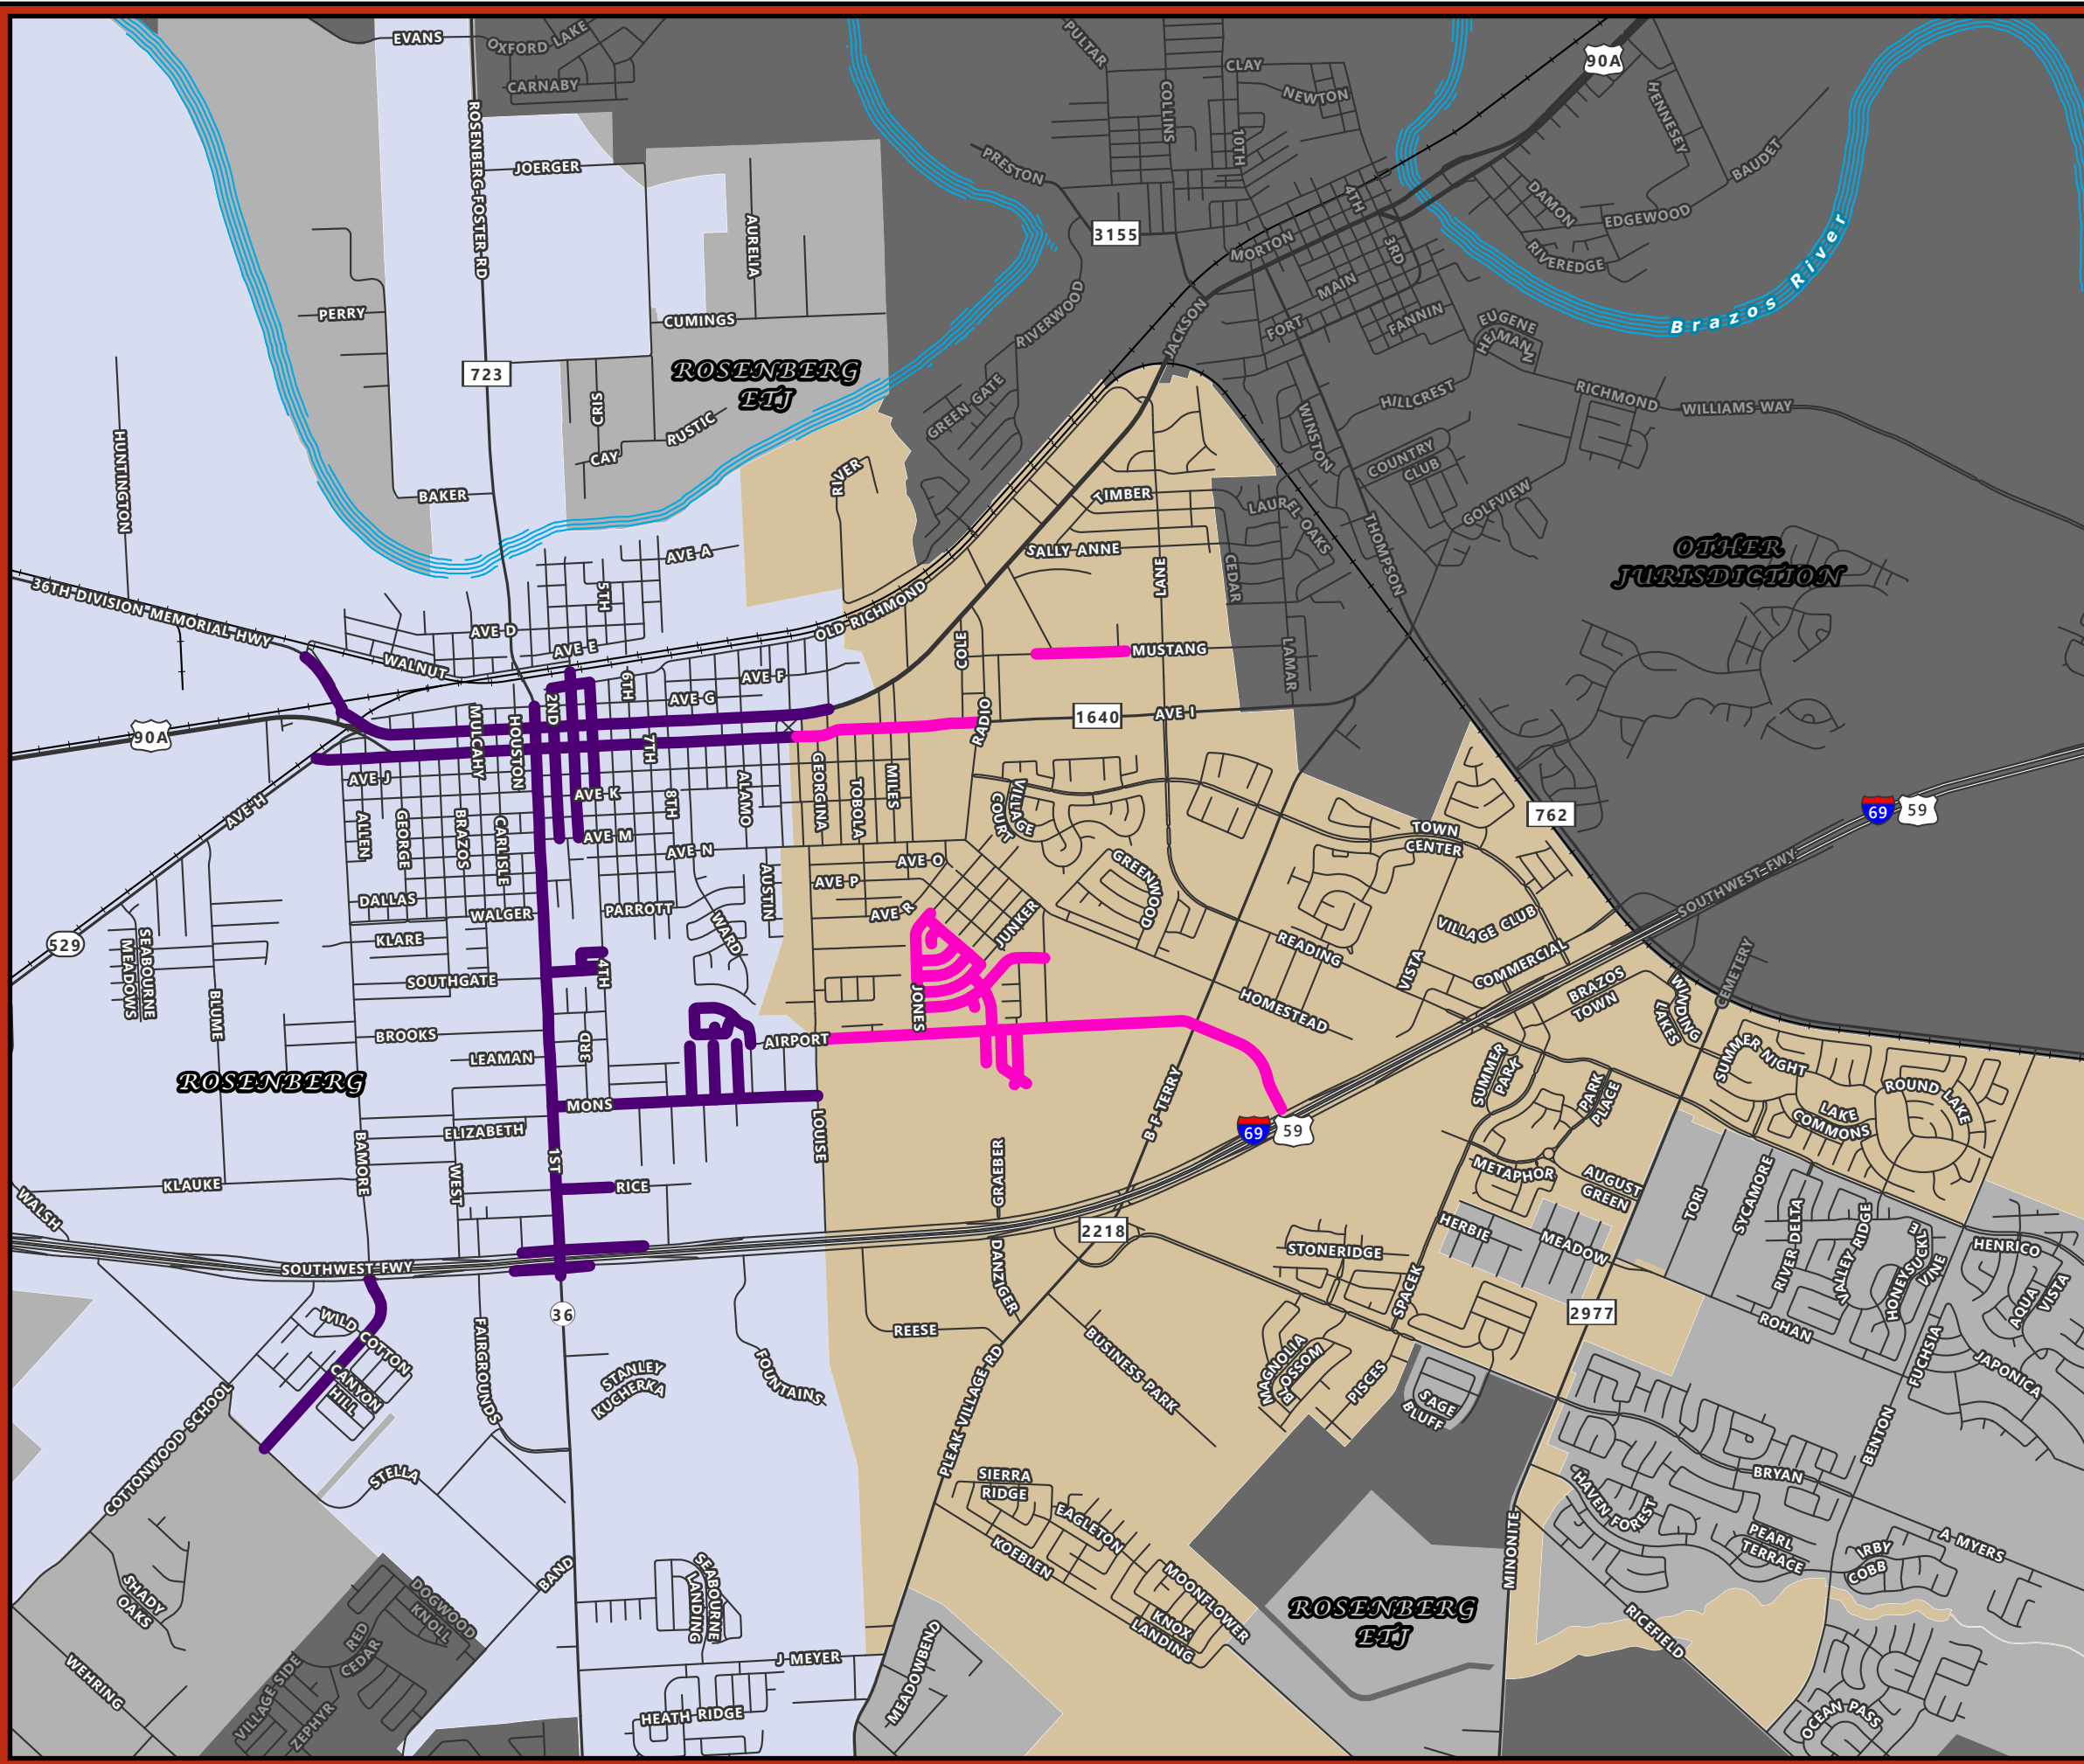 EVANS
OXFORD LAKE
CARNABY
PULTAR
COLLINS
CLAY
NEWTON
10TH
90A
HENNESEY
BAUDET
ROSENBERG-FOSTER RD
JOERGER
AURELIA
PRESTON
3155
4TH
DAMON
EDGEWOOD
MORTON
3RD
RIVEREDGE
Brazos River
MAIN
PERRY
CUMINGS
RIVERWOOD
JACKSON
FORT
FANNIN
EUGENE
HEIMANN
723
ROSENBERG
ETJ
CRIS
RUSTIC
CAY
GREEN GATE
HILLCREST
RICHMOND
WILLIAMS WAY
WINSTON
COUNTRY
CLUB
HUNTINGTON
BAKER
RIVER
TIMBER
LAUREL OAKS
GOLFVIEW
THOMPSON
OTHER
JURISDICTION
AVE A
SALLY ANNE
LANE
CEDAR
5TH
36TH DIVISION MEMORIAL HWY
AVE D
AVE E
OLD RICHMOND
COLE
MUSTANG
LAMAR
WALNUT
AVE F
6TH
AVE G
2ND
90A
MULCAHY
HOUSTON
7TH
RADIO
1640
AVE I
AVE J
AVE K
AVE H
ALAMO
GEORGINA
TOBOLA
MILES
8TH
VILLAGE
COURT
69
59
762
ALLEN
GEORGE
BRAZOS
CARLISLE
AVE M
AVE N
TOWN
CENTER
AVE O
AVE P
AVE R
AUSTIN
GREENWOOD
DALLAS
WALGER
PARROTT
WARD
JUNKER
SOUTHWEST FWY
VILLAGE CLUB
529
SEABOURNE
MEADOWS
KLARE
4TH
READING
VISTA
COMMERCIAL
CEMETERY
SOUTHGATE
BLUME
JONES
HOMESTEAD
BRAZOS
TOWN
WINDING
LAKES
BROOKS
3RD
AIRPORT
LEAMAN
SUMMER NIGHT
SUMMER
PARK
PARK
PLACE
ROUND LAKE
ROSENBERG
MONS
LOUISE
B F TERRY
69
59
LAKE
COMMONS
ELIZABETH
BAMORE
1ST
GRAEBER
METAPHOR
AUGUST
GREEN
KLAUKE
WEST
RICE
WALSH
2218
TORI
SYCAMORE
RIVER DELTA
VALLEY RIDGE
HONEYSUCKLE
VINE
HERBIE
MEADOW
STONERIDGE
HENRICO
SOUTHWEST FWY
DANZIGER
SPACEK
AQUA
VISTA
36
2977
WILD COTTON
FAIRGROUNDS
REESE
BUSINESS PARK
ROHAN
FUCHSIA
CANYON
HILL
STANLEY
KUCHERKA
FOUNTAINS
MAGNOLIA
BLOSSOM
PISCES
JAPONICA
SAGE
BLUFF
COTTONWOOD SCHOOL
PLEAK VILLAGE RD
BENTON
STELLA
SIERRA
RIDGE
BRYAN
EAGLETON
HAVEN FOREST
PEARL
TERRACE
A MYERS
KOEBLEN
MINONITE
IRBY
COBB
BAND
SEABOURNE
LANDING
SHADY
OAKS
DOGWOOD
KNOLL
MOONFLOWER
KNOX
LANDING
ROSENBERG
ETJ
RICEFIELD
RED
CEDAR
J MEYER
MEADOWBEND
WEHRING
VILLAGE SIDE
ZEPHYR
HEATH RIDGE
OCEAN PASS